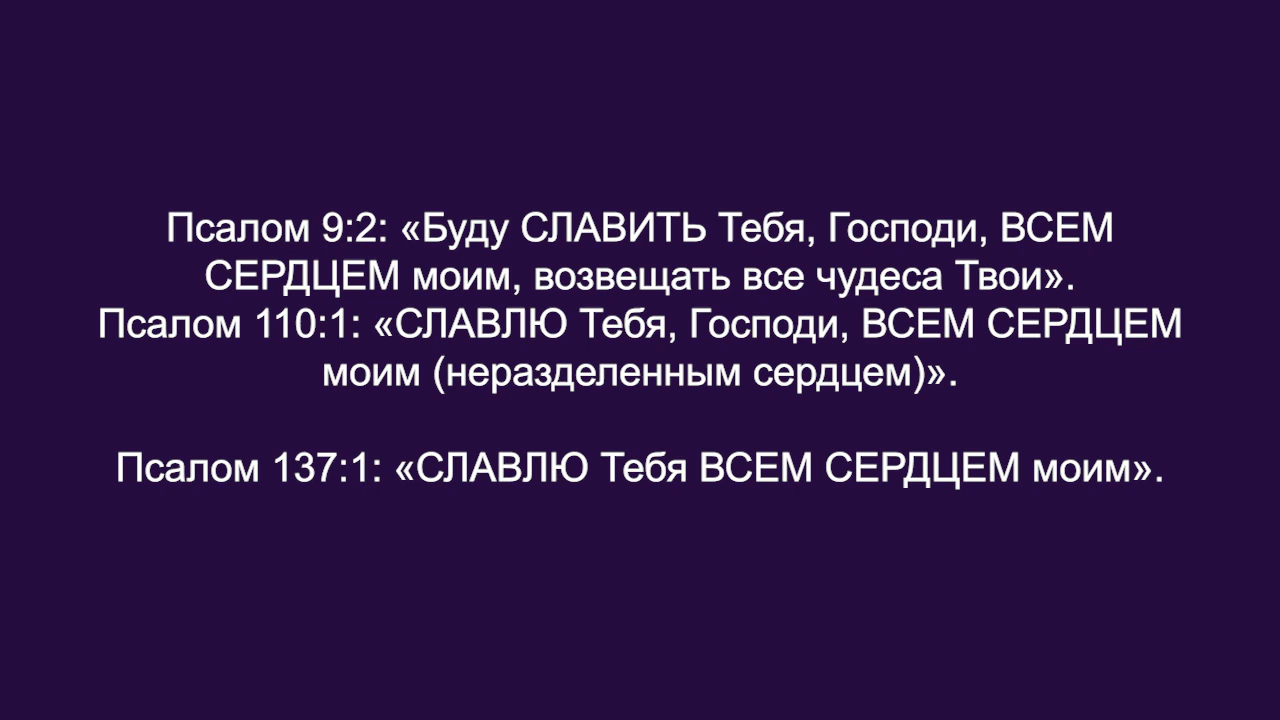 Псалом 9:2: «Буду СЛАВИТЬ Тебя, Господи, ВСЕМ
СЕРДЦЕМ моим, возвещать все чудеса Твои».
Псалом 110:1: «СЛАВЛЮ Тебя, Господи, ВСЕМ СЕРДЦЕМ
моим (неразделенным сердцем)».
Псалом 137:1: «СЛАВЛЮ Тебя ВСЕМ СЕРДЦЕМ моим».